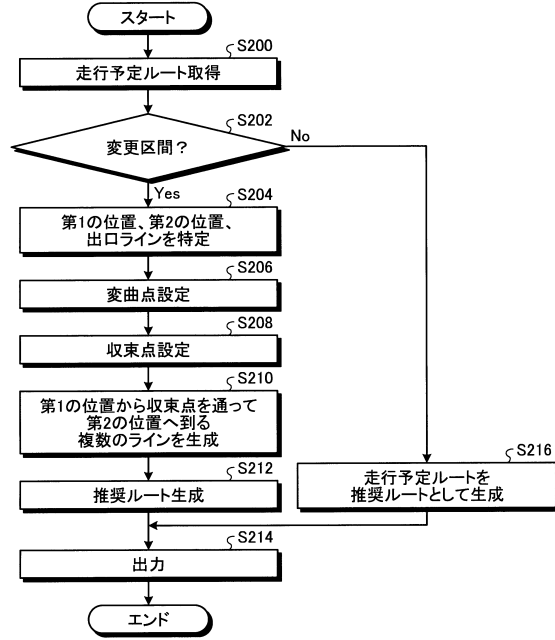 スタート
S200
走行予定ルート取得
S202
変更区間？
No
Yes
S204
第1の位置、第2の位置、
出口ラインを特定
S206
変曲点設定
S208
収束点設定
S210
第1の位置から収束点を通って
第2の位置へ到る
複数のラインを生成
S212
推奨ルート生成
S216
走行予定ルートを
推奨ルートとして生成
S214
出力
エンド